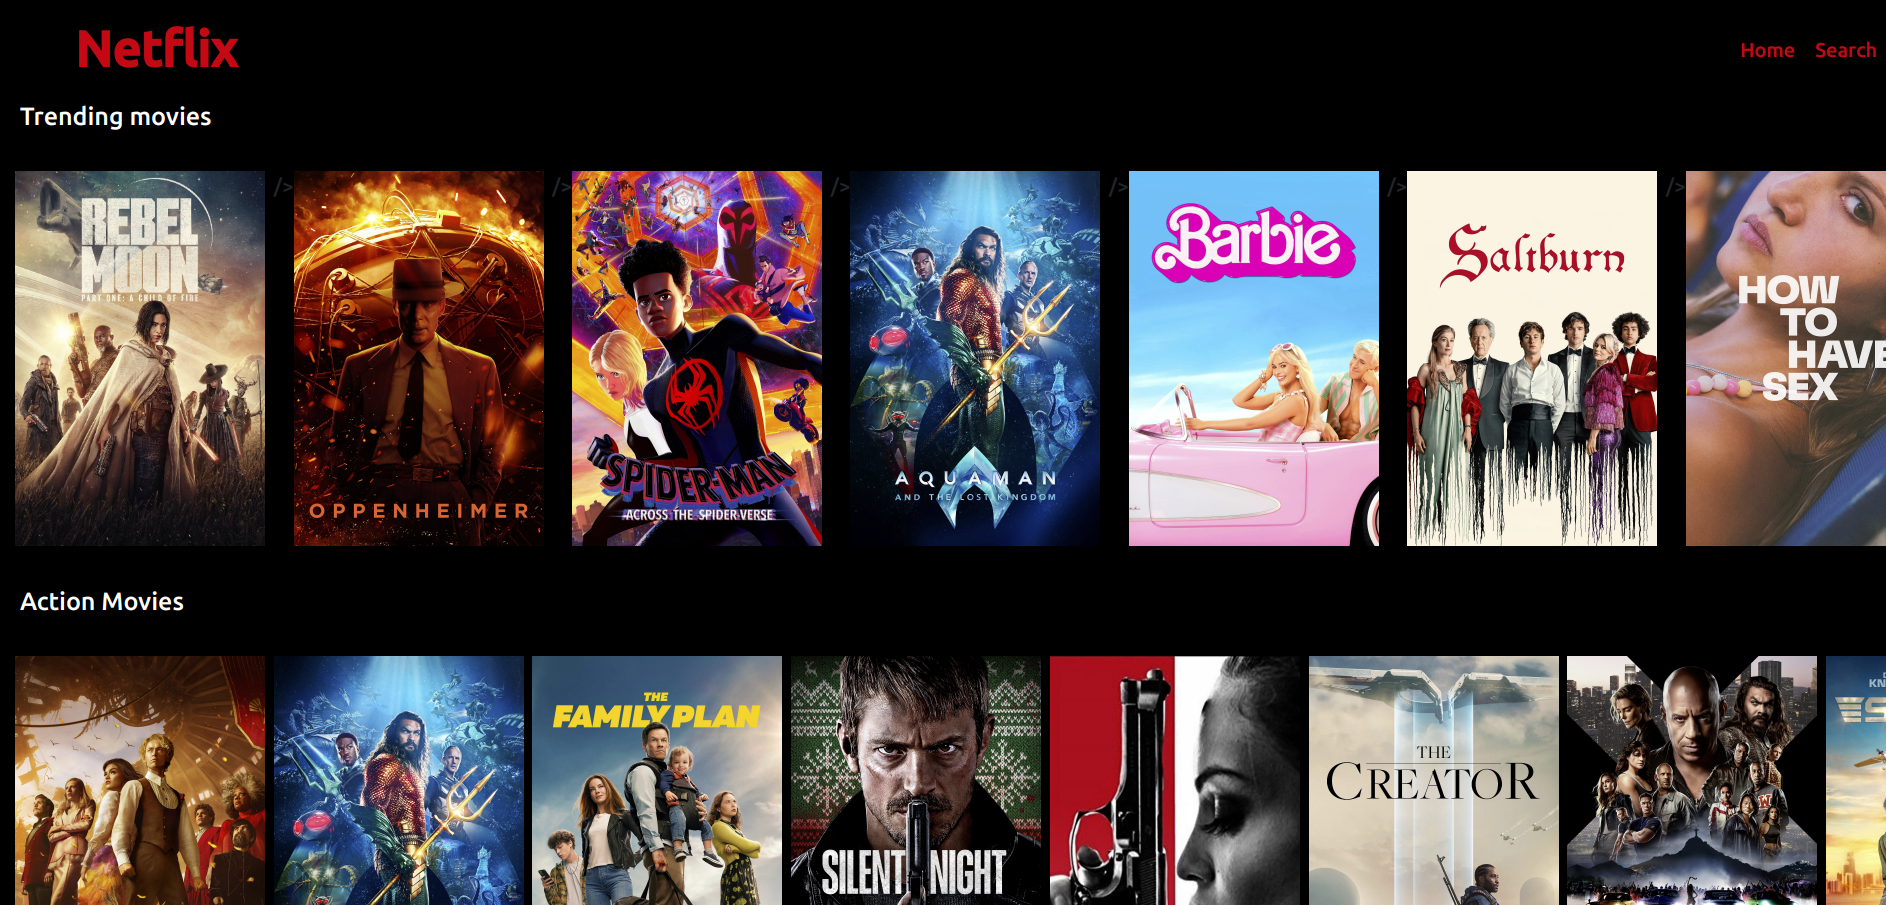 Netflix
Home Search
Trending movies
REBEL
MOON
PART ONE: A CHILD OF FIRE
/>
OPPENHEIMER
/>
SPIDER-MAN
ACROSS THE SPIDER-VERSE
/>
AQUAMAN
AND THE LOST KINGDOM
/>
Barbie
/>
Saltburn
/>
HOW
TO
HAVE
SEX
Action Movies
THE
FAMILY PLAN
SILENT NIGHT
THE
CREATOR